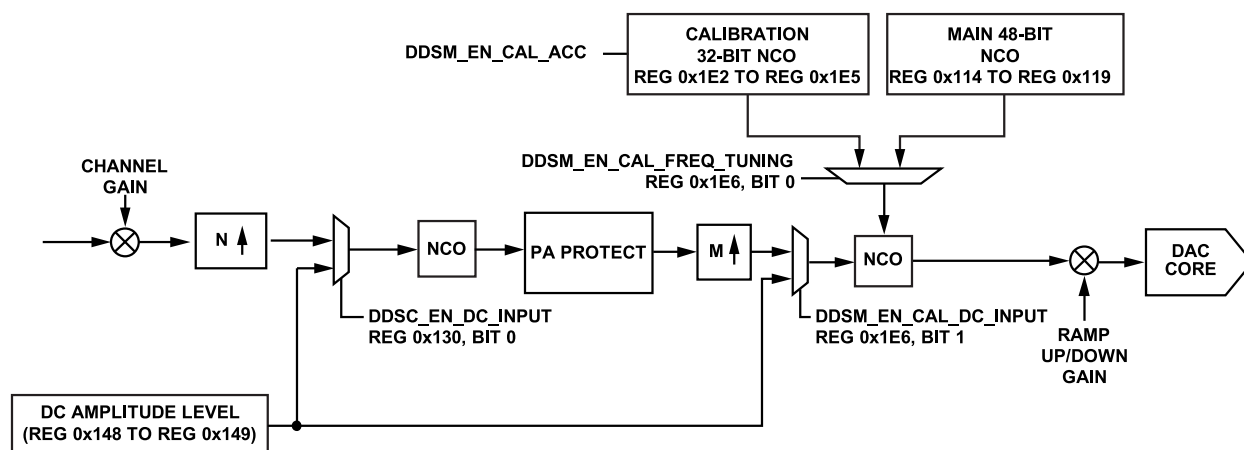 CALIBRATION
32-BIT NCO
REG 0x1E2 TO REG 0x1E5
MAIN 48-BIT
NCO
REG 0x114 TO REG 0x119
DDSM_EN_CAL_ACC
DDSM_EN_CAL_FREQ_TUNING
REG 0x1E6, BIT 0
CHANNEL
GAIN
N
NCO
PA PROTECT
M
NCO
DAC
CORE
DDSC_EN_DC_INPUT
REG 0x130, BIT 0
DDSM_EN_CAL_DC_INPUT
REG 0x1E6, BIT 1
RAMP
UP/DOWN
GAIN
DC AMPLITUDE LEVEL
(REG 0x148 TO REG 0x149)